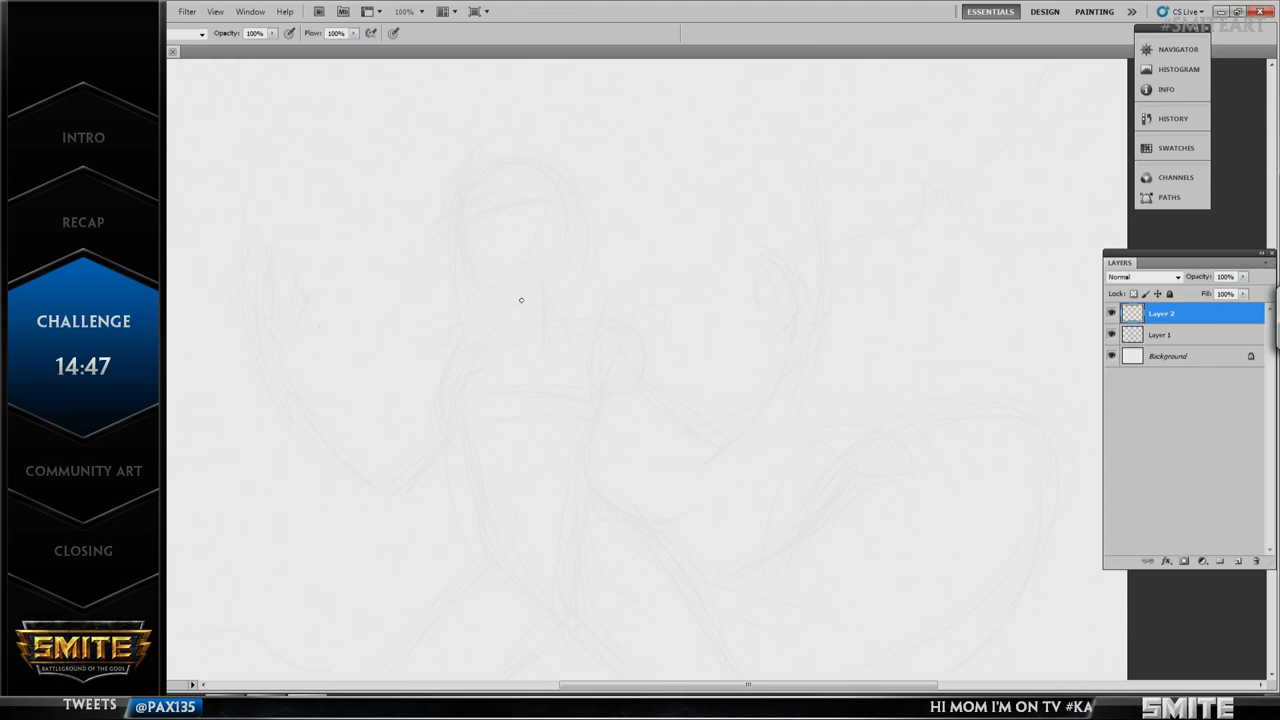 Filter View Window Help Mb 100% ESSENTIALS DESIGN PAINTING CS Live
#SMITEART
Opacity: 100% Flow: 100%
NAVIGATOR
HISTOGRAM
INFO
HISTORY
SWATCHES
CHANNELS
PATHS
LAYERS
Normal Opacity: 100%
Lock: Fill: 100%
Layer 2
Layer 1
Background
INTRO
RECAP
CHALLENGE
14:47
COMMUNITY ART
CLOSING
SMITE
BATTLEGROUND OF THE GODS
TWEETS @PAX135 HI MOM I'M ON TV #KA SMITE